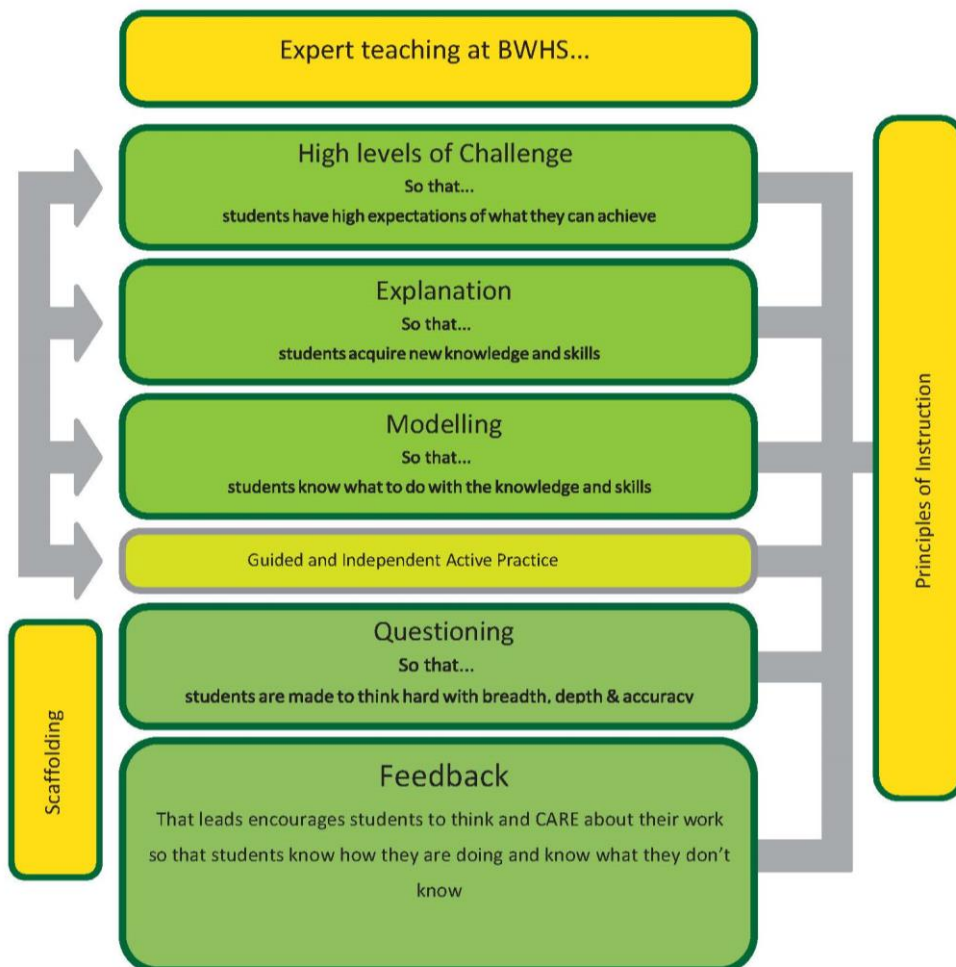 Expert teaching at BWHS...
High levels of Challenge
So that...
students have high expectations of what they can achieve
Explanation
So that...
students acquire new knowledge and skills
Modelling
So that...
students know what to do with the knowledge and skills
Guided and Independent Active Practice
Questioning
So that...
students are made to think hard with breadth, depth & accuracy
Feedback
That leads encourages students to think and CARE about their work
so that students know how they are doing and know what they don’t
know
Scaffolding
Principles of Instruction